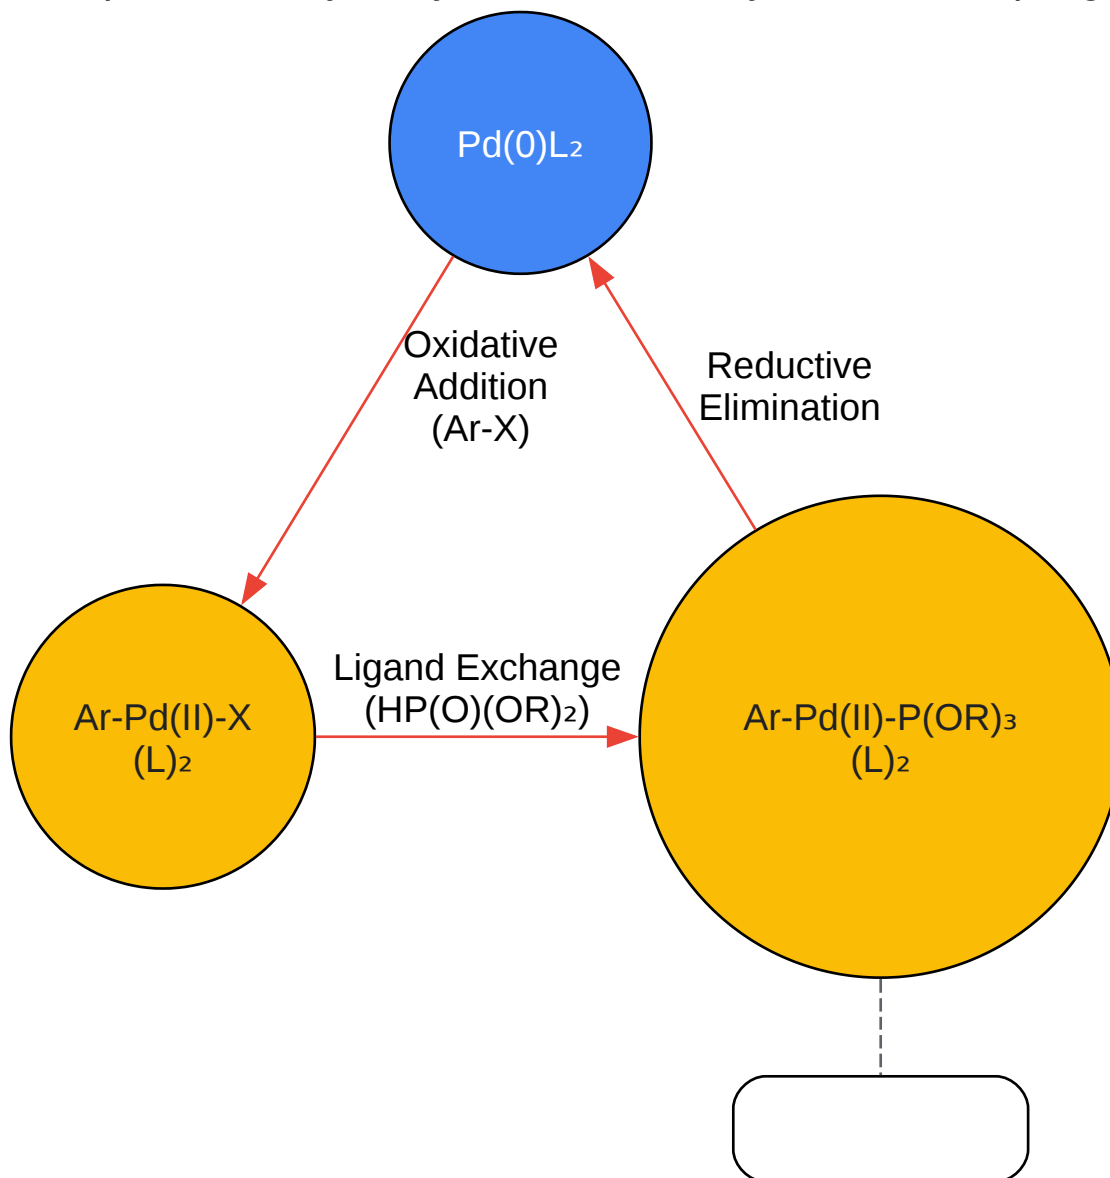 Pd(0)L₂
Oxidative
Addition
(Ar-X)
Reductive
Elimination
Ligand Exchange
(HP(O)(OR)₂)
Ar-Pd(II)-X
(L)₂
Ar-Pd(II)-P(OR)₃
(L)₂